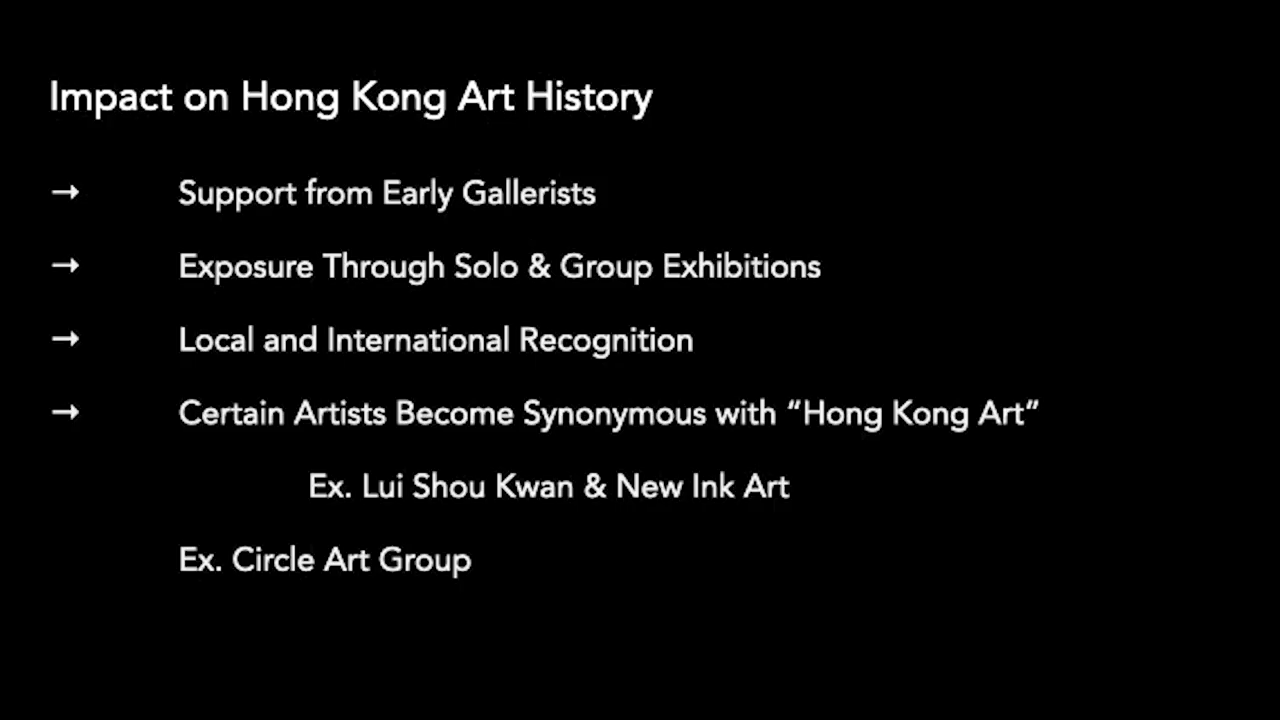 Impact on Hong Kong Art History
→ Support from Early Gallerists
→ Exposure Through Solo & Group Exhibitions
→ Local and International Recognition
→ Certain Artists Become Synonymous with “Hong Kong Art”
Ex. Lui Shou Kwan & New Ink Art
Ex. Circle Art Group